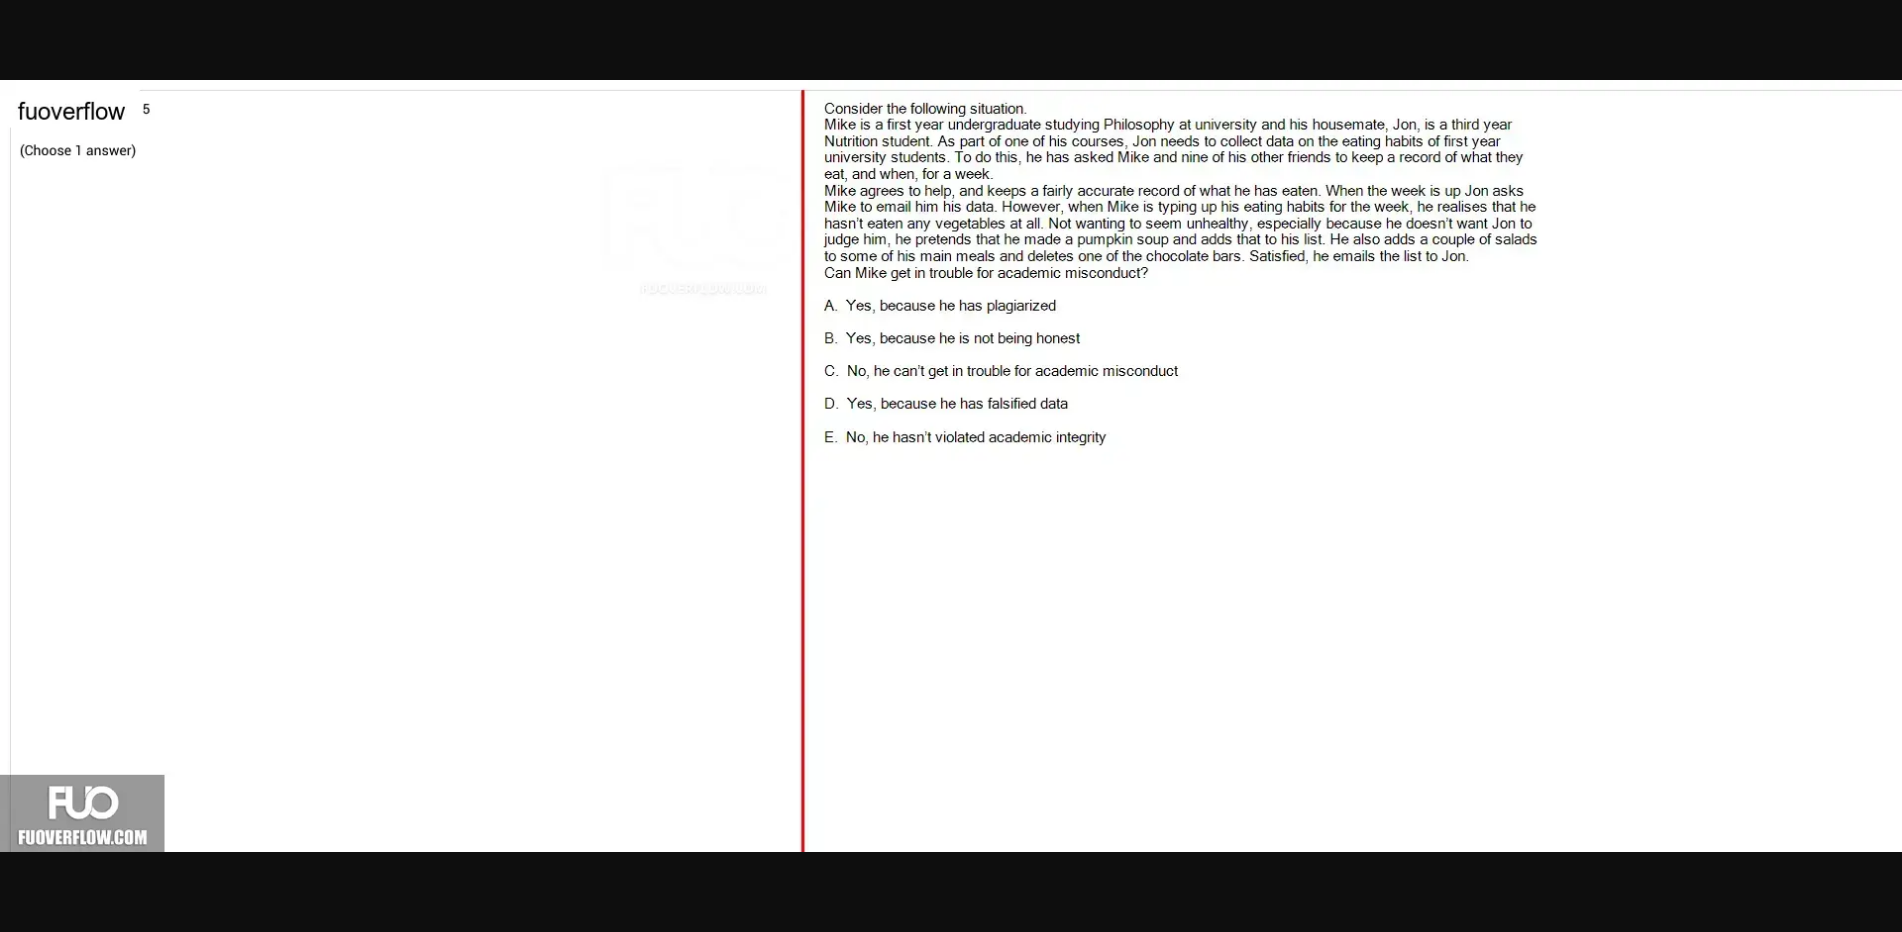 fuoverflow 5
(Choose 1 answer)
Consider the following situation.
Mike is a first year undergraduate studying Philosophy at university and his housemate, Jon, is a third year
Nutrition student. As part of one of his courses, Jon needs to collect data on the eating habits of first year
university students. To do this, he has asked Mike and nine of his other friends to keep a record of what they
eat, and when, for a week.
Mike agrees to help, and keeps a fairly accurate record of what he has eaten. When the week is up Jon asks
Mike to email him his data. However, when Mike is typing up his eating habits for the week, he realises that he
hasn't eaten any vegetables at all. Not wanting to seem unhealthy, especially because he doesn't want Jon to
judge him, he pretends that he made a pumpkin soup and adds that to his list. He also adds a couple of salads
to some of his main meals and deletes one of the chocolate bars. Satisfied, he emails the list to Jon.
Can Mike get in trouble for academic misconduct?
A. Yes, because he has plagiarized
B. Yes, because he is not being honest
C. No, he can't get in trouble for academic misconduct
D. Yes, because he has falsified data
E. No, he hasn't violated academic integrity
FUO
FUOVERFLOW.COM
FUO
FUOVERFLOW.COM